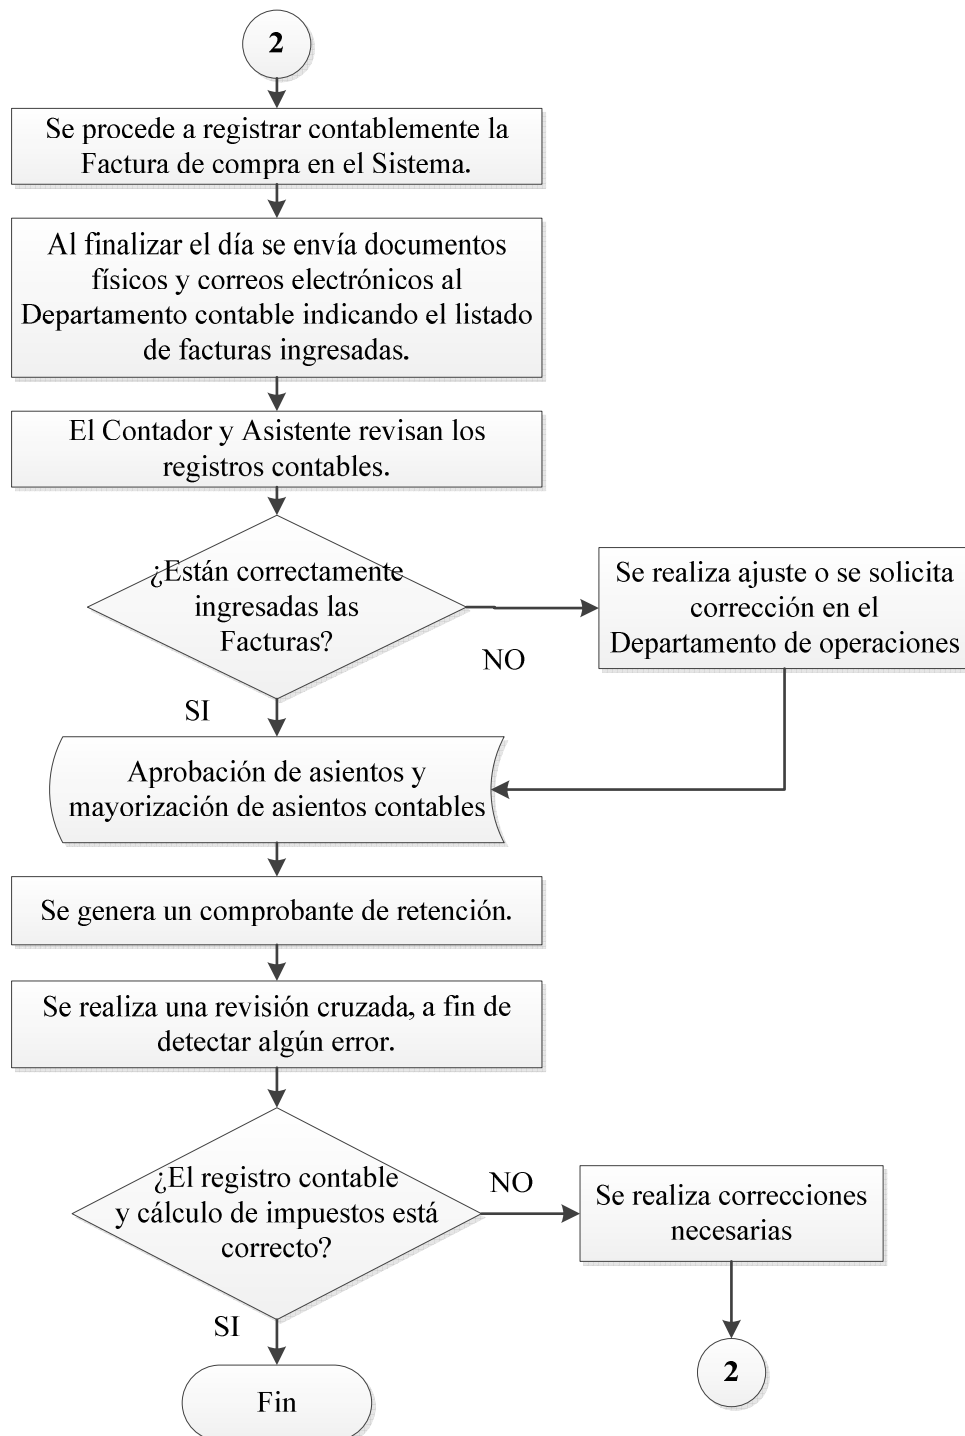 2
Se procede a registrar contablemente la
Factura de compra en el Sistema.
Al finalizar el día se envía documentos
físicos y correos electrónicos al
Departamento contable indicando el listado
de facturas ingresadas.
El Contador y Asistente revisan los
registros contables.
¿Están correctamente
ingresadas las
Facturas?
NO
Se realiza ajuste o se solicita
corrección en el
Departamento de operaciones
SI
Aprobación de asientos y
mayorización de asientos contables
Se genera un comprobante de retención.
Se realiza una revisión cruzada, a fin de
detectar algún error.
¿El registro contable
y cálculo de impuestos está
correcto?
NO
Se realiza correcciones
necesarias
SI
Fin
2